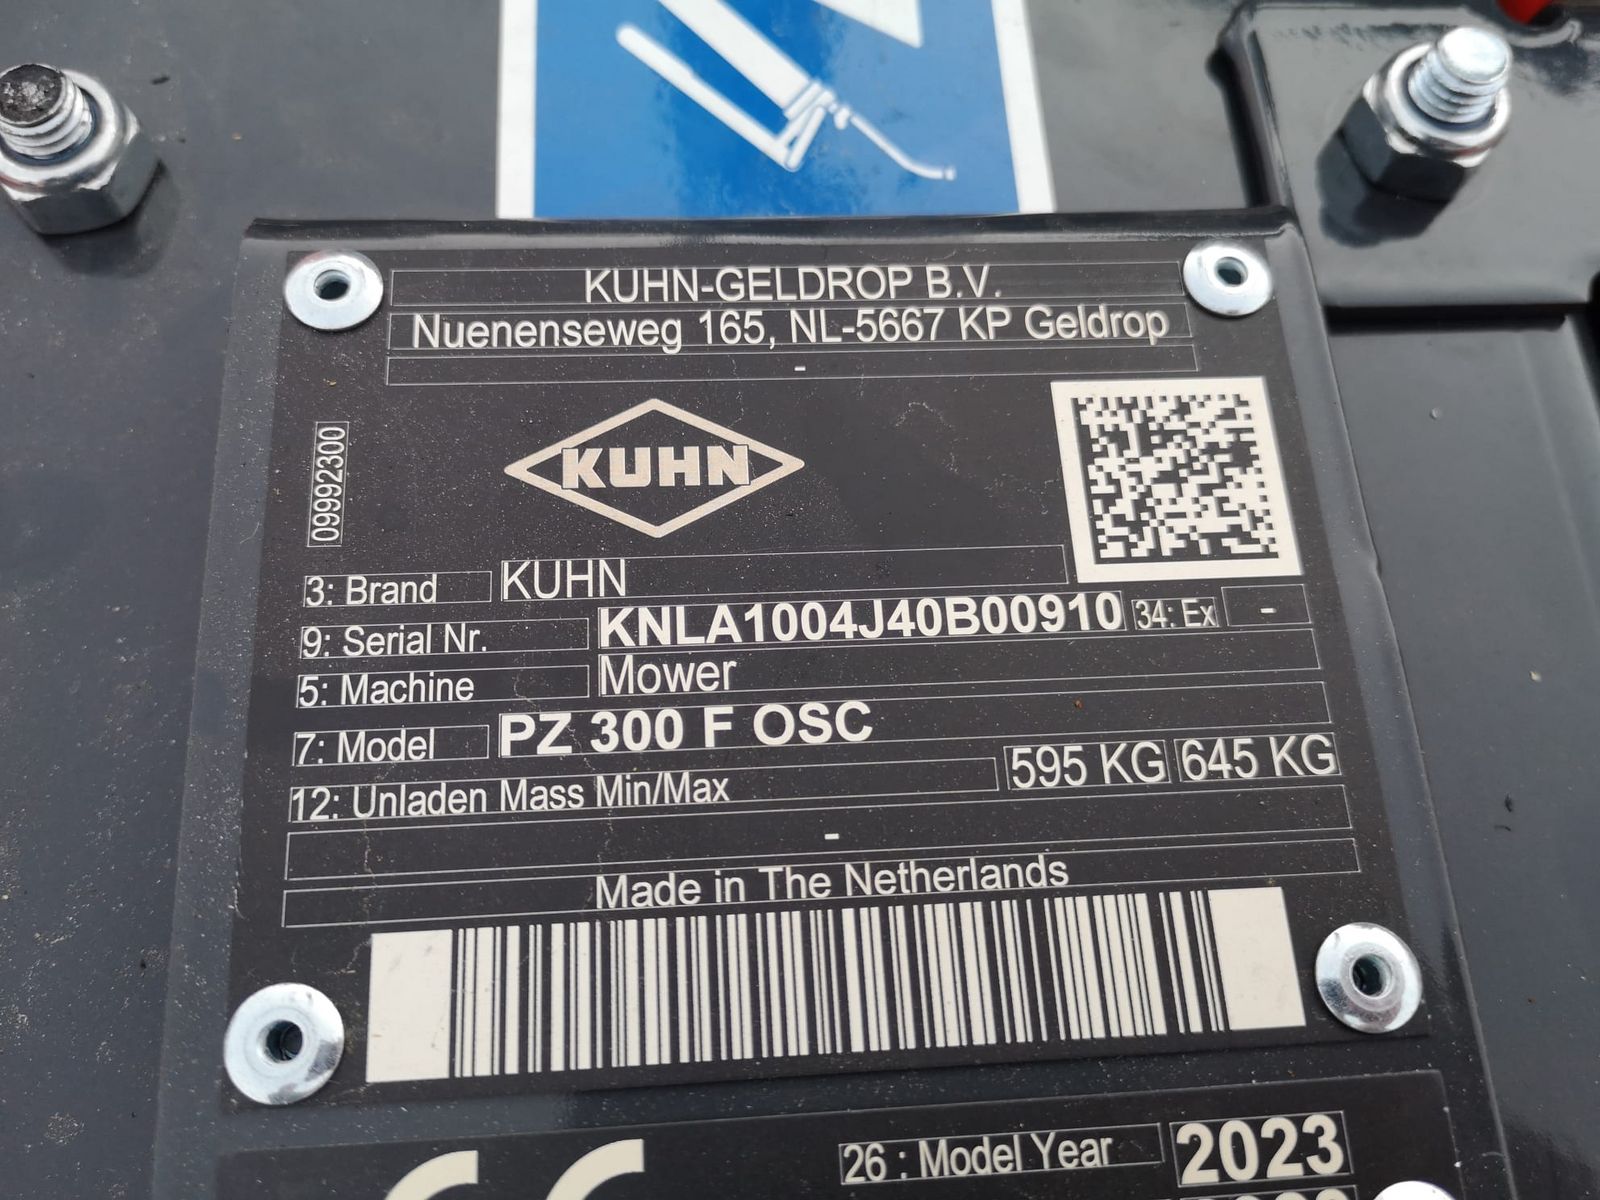 KUHN-GELDROP B.V.
Nuenenseweg 165, NL-5667 KP Geldrop
-
09992300
KUHN
3: Brand KUHN
9: Serial Nr. KNLA1004J40B00910 34: Ex -
5: Machine Mower
7: Model PZ 300 F OSC
12: Unladen Mass Min/Max 595 KG 645 KG
-
Made in The Netherlands
CE
26 : Model Year 2023